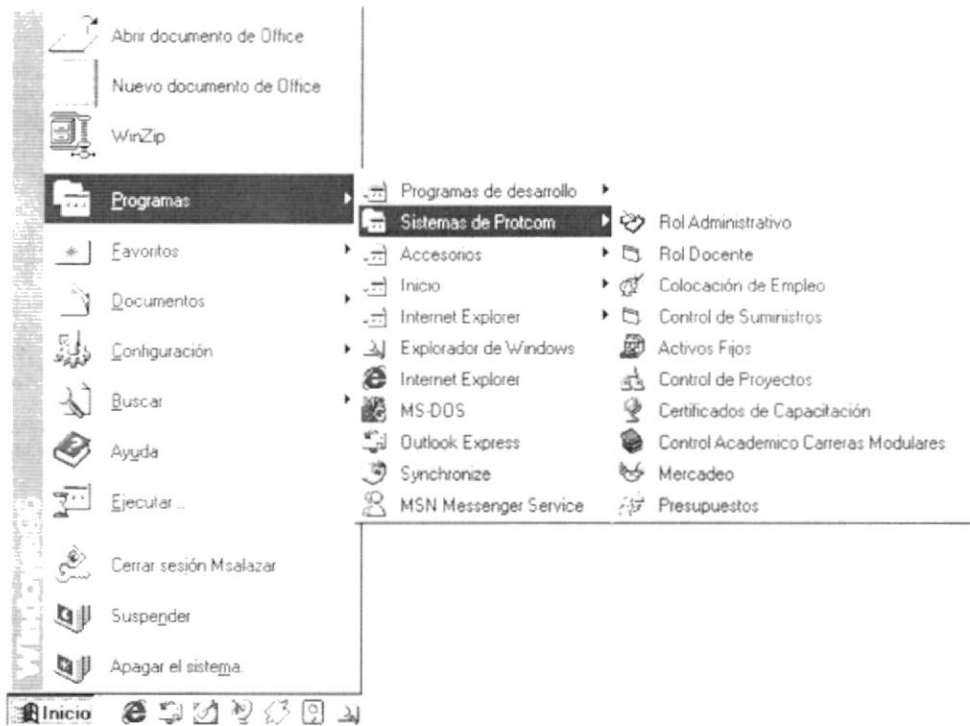 Abrir documento de Office
Nuevo documento de Office
WinZip
Programas
Favoritos
Documentos
Configuración
Buscar
Ayuda
Ejecutar...
Cerrar sesión Msalazar
Suspender
Apagar el sistema.
Programas de desarrollo
Sistemas de Protcom
Accesorios
Inicio
Internet Explorer
Explorador de Windows
Internet Explorer
MS-DOS
Outlook Express
Synchronize
MSN Messenger Service
Rol Administrativo
Rol Docente
Colocación de Empleo
Control de Suministros
Activos Fijos
Control de Proyectos
Certificados de Capacitación
Control Academico Carreras Modulares
Mercadeo
Presupuestos
Inicio